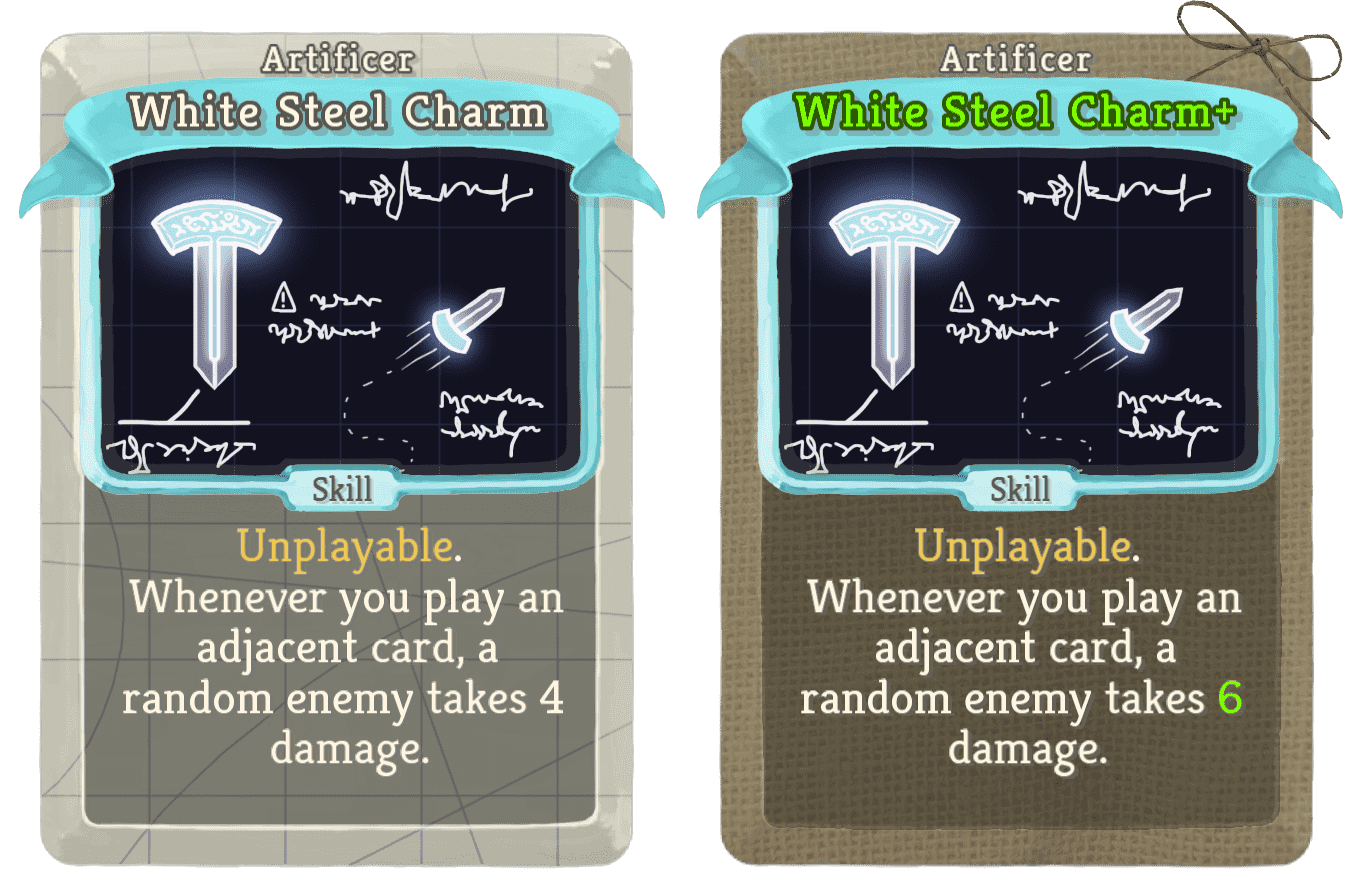 Artificer
White Steel Charm
Skill
Unplayable.
Whenever you play an
adjacent card, a
random enemy takes 4
damage.
Artificer
White Steel Charm+
Skill
Unplayable.
Whenever you play an
adjacent card, a
random enemy takes 6
damage.